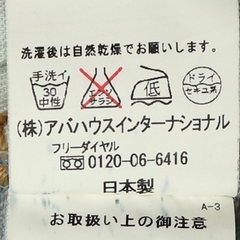 洗濯後は自然乾燥でお願いします。
手洗イ
30
中性
エンソ
サラシ
低
ドライ
セキユ系
(株)アバハウスインターナショナル
フリーダイヤル
0120-06-6416
日本製
A-3
お取扱い上の御注意